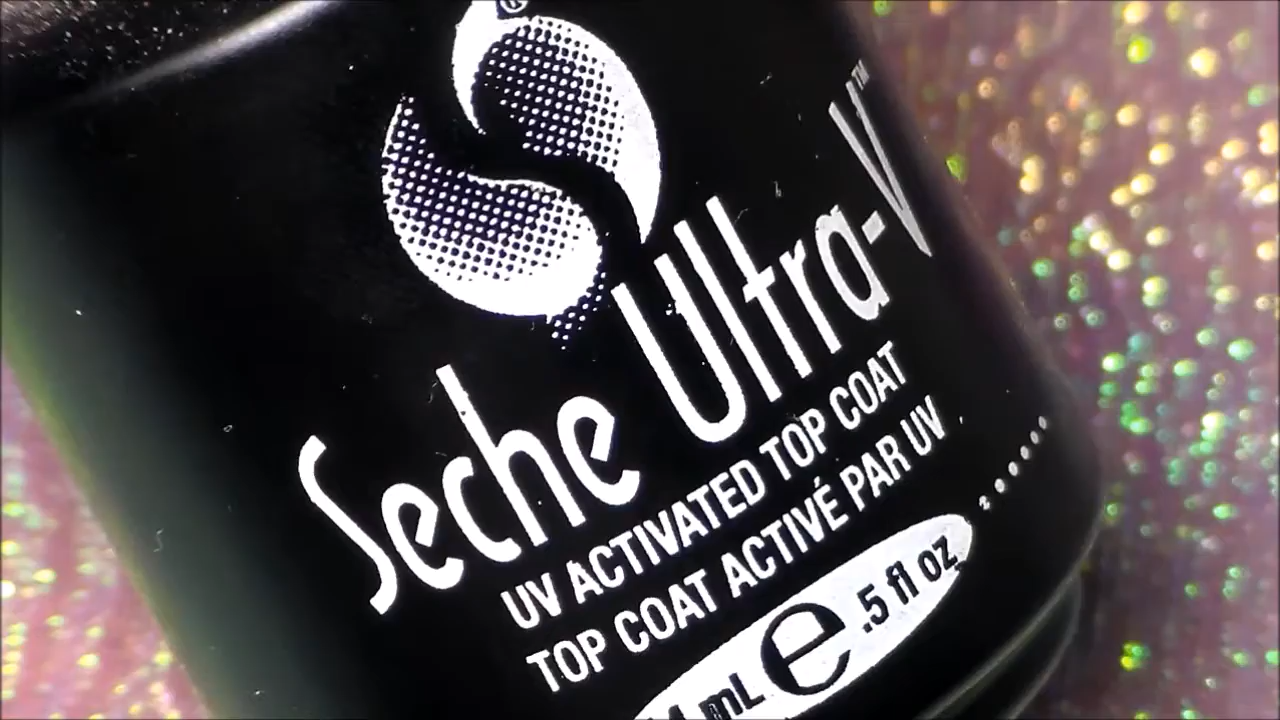 ®
Seche Ultra-V™
UV ACTIVATED TOP COAT
TOP COAT ACTIVÉ PAR UV
mL e .5 fl oz